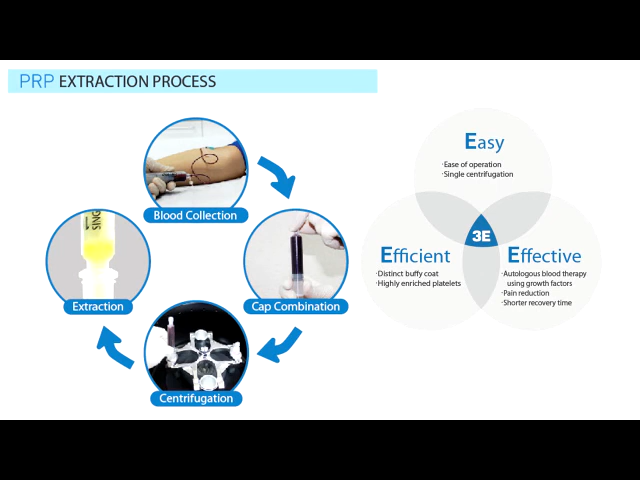 PRP EXTRACTION PROCESS
Blood Collection
Cap Combination
Centrifugation
Extraction
SING
Easy
·Ease of operation
·Single centrifugation
3E
Efficient
·Distinct buffy coat
·Highly enriched platelets
Effective
·Autologous blood therapy
using growth factors
·Pain reduction
·Shorter recovery time